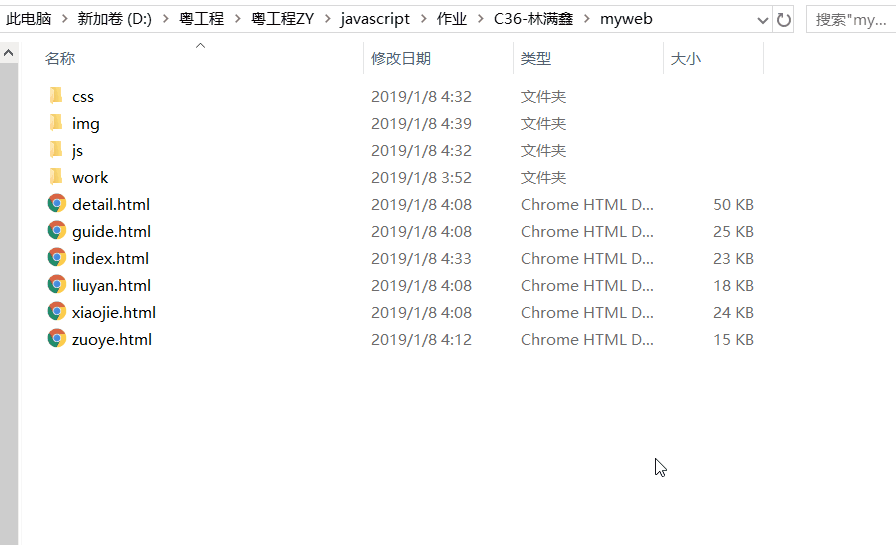 此电脑 > 新加卷 (D:) > 粤工程 > 粤工程ZY > javascript > 作业 > C36-林满鑫 > myweb 搜索"my...
名称 修改日期 类型 大小
css 2019/1/8 4:32 文件夹
img 2019/1/8 4:39 文件夹
js 2019/1/8 4:32 文件夹
work 2019/1/8 3:52 文件夹
detail.html 2019/1/8 4:08 Chrome HTML D... 50 KB
guide.html 2019/1/8 4:08 Chrome HTML D... 25 KB
index.html 2019/1/8 4:33 Chrome HTML D... 23 KB
liuyan.html 2019/1/8 4:08 Chrome HTML D... 18 KB
xiaojie.html 2019/1/8 4:08 Chrome HTML D... 24 KB
zuoye.html 2019/1/8 4:12 Chrome HTML D... 15 KB